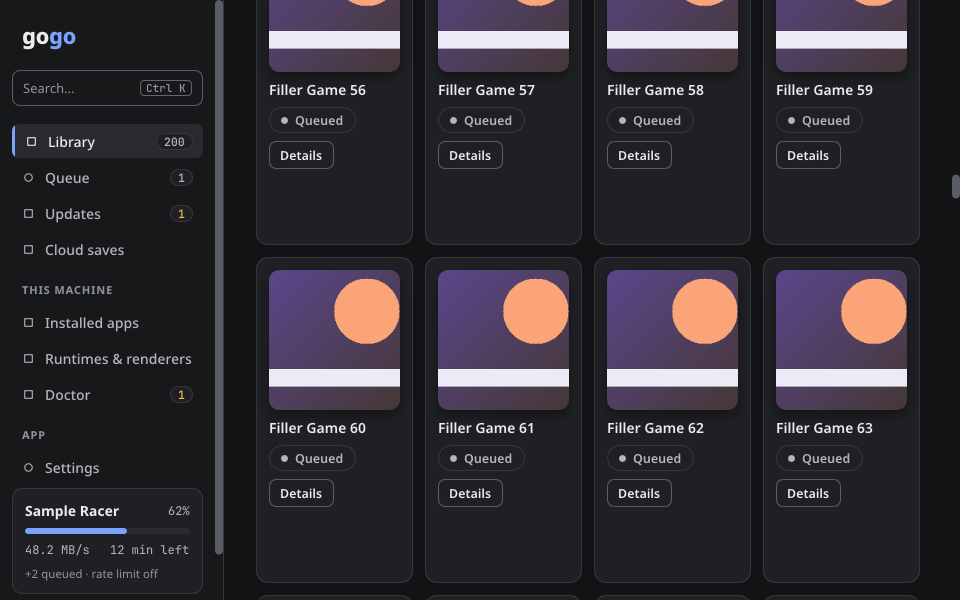 gogo
Search...
Ctrl K
Library
200
Queue
1
Updates
1
Cloud saves
THIS MACHINE
Installed apps
Runtimes & renderers
Doctor
1
APP
Settings
Sample Racer
62%
48.2 MB/s
12 min left
+2 queued · rate limit off
Filler Game 56
Filler Game 57
Filler Game 58
Filler Game 59
Queued
Queued
Queued
Queued
Details
Details
Details
Details
Filler Game 60
Filler Game 61
Filler Game 62
Filler Game 63
Queued
Queued
Queued
Queued
Details
Details
Details
Details